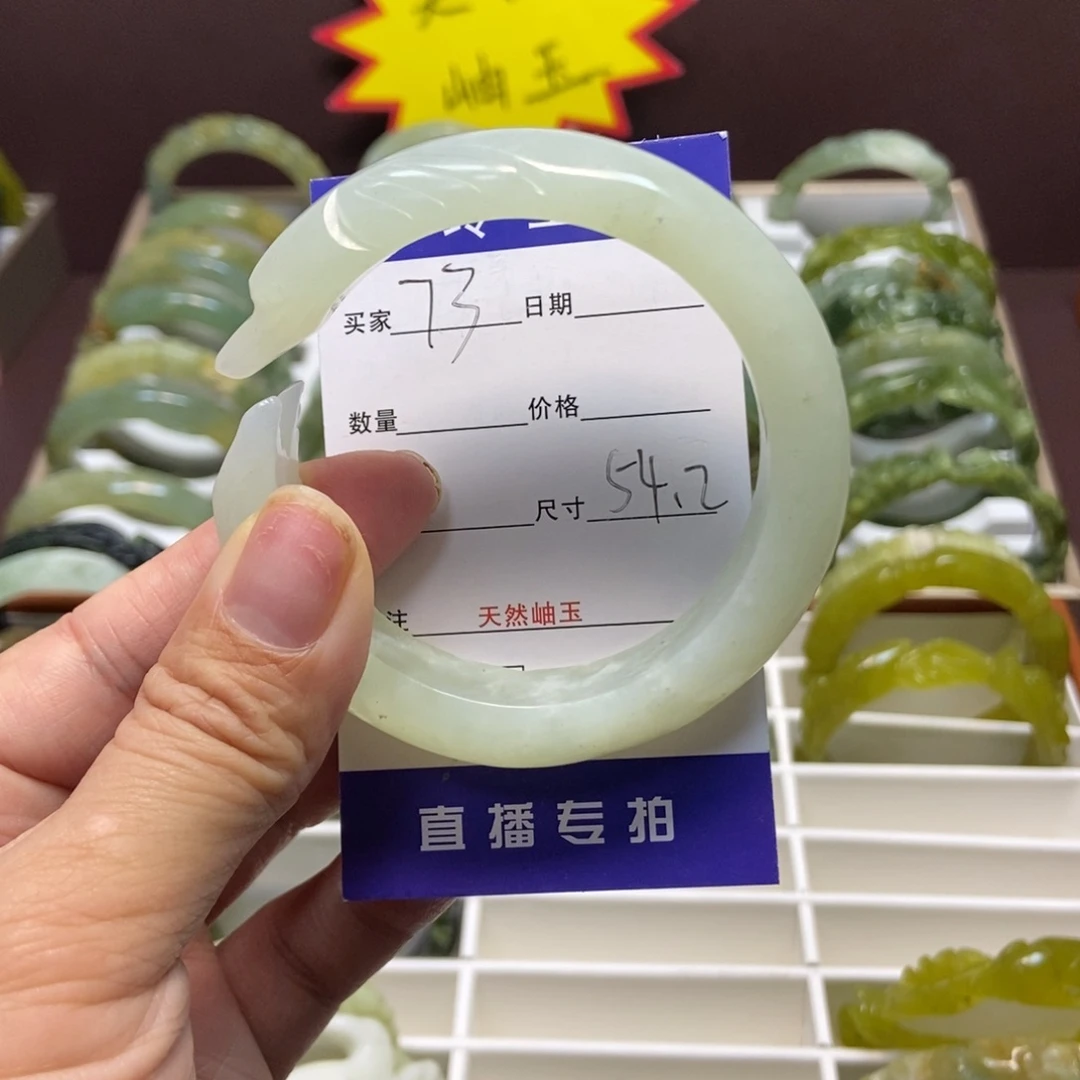 岫玉
买家 73 日期
数量 价格
尺寸 54.2
注 天然岫玉
直播专拍